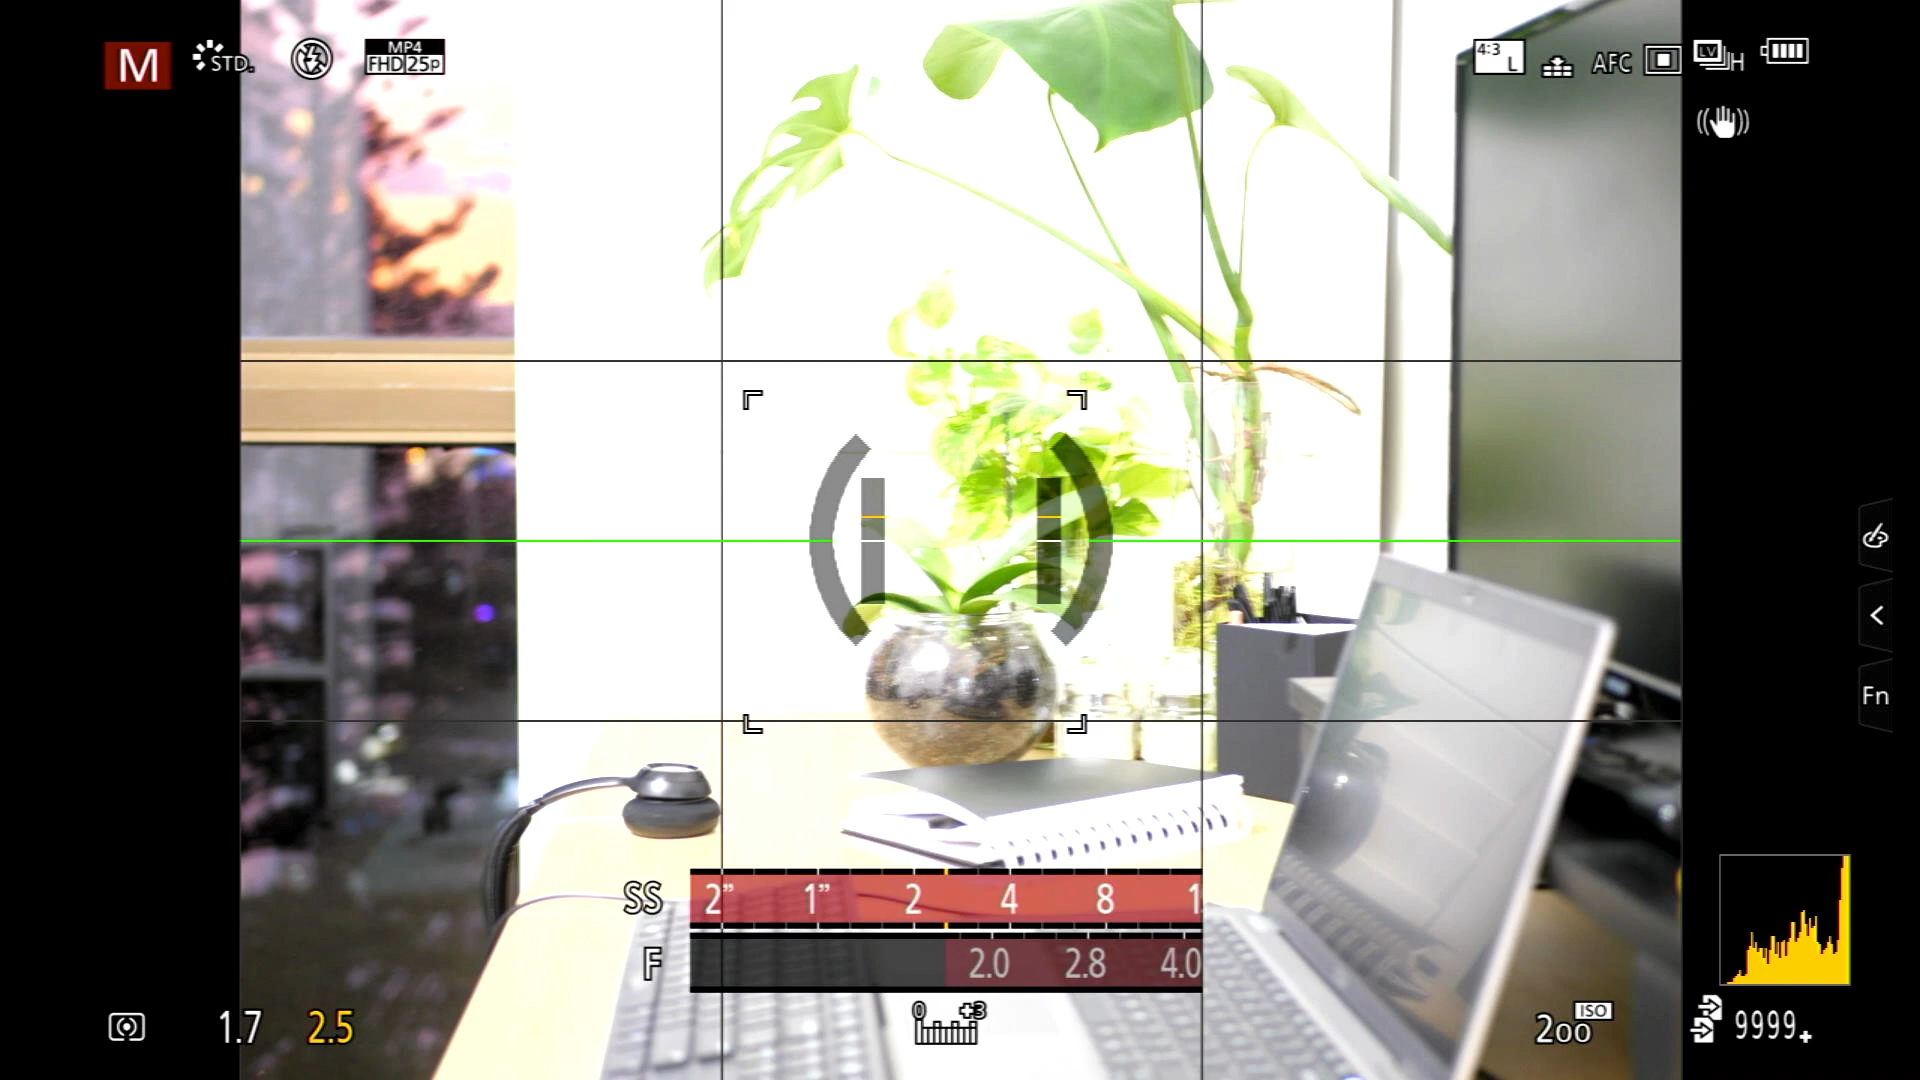 M STD. MP4 FHD 25p 4:3 L AFC LV H
Fn
SS 2" 1" 2 4 8 1
F 2.0 2.8 4.0
0 +3
1.7 2.5 200 ISO 9999+